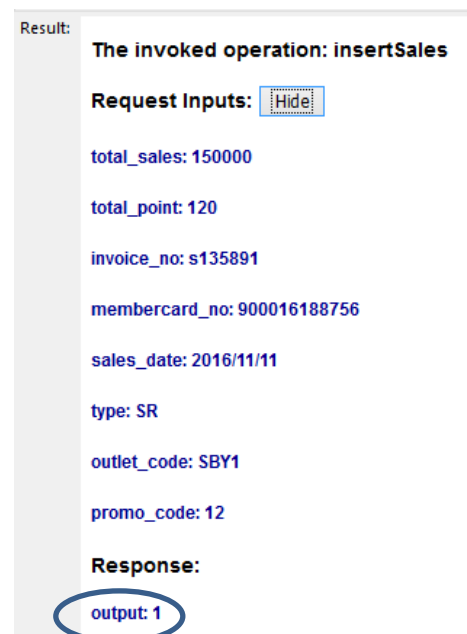 Result:
The invoked operation: insertSales
Request Inputs: Hide
total_sales: 150000
total_point: 120
invoice_no: s135891
membercard_no: 900016188756
sales_date: 2016/11/11
type: SR
outlet_code: SBY1
promo_code: 12
Response:
output: 1